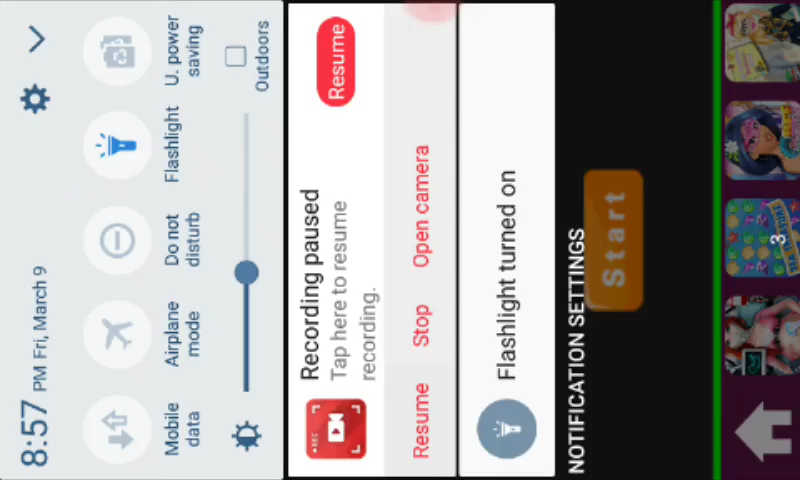 8:57 PM Fri, March 9
Mobile data
Airplane mode
Do not disturb
Flashlight
U. power saving
Outdoors
Recording paused
Tap here to resume
recording.
Resume
REC
Resume Stop Open camera
Flashlight turned on
NOTIFICATION SETTINGS
Start
3